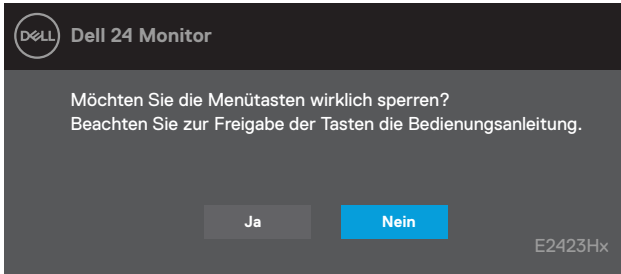 DELL Dell 24 Monitor
Möchten Sie die Menütasten wirklich sperren?
Beachten Sie zur Freigabe der Tasten die Bedienungsanleitung.
Ja Nein
E2423Hx